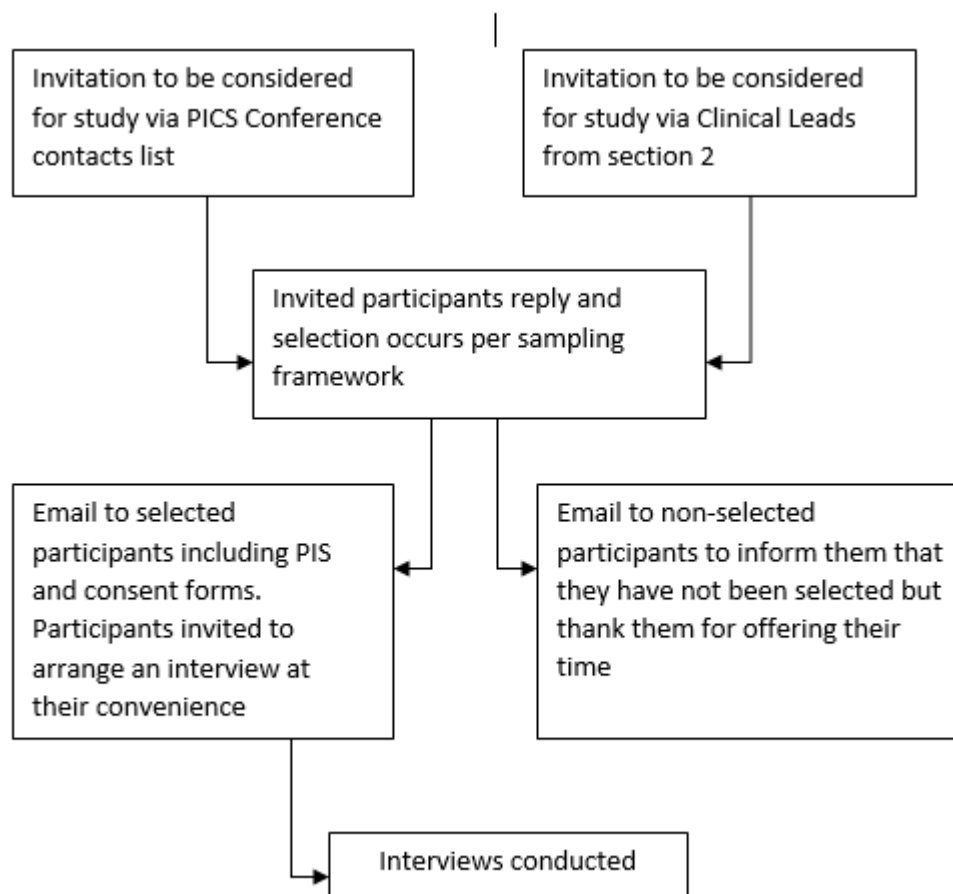 Invitation to be considered
for study via PICS Conference
contacts list
Invitation to be considered
for study via Clinical Leads
from section 2
Invited participants reply and
selection occurs per sampling
framework
Email to selected
participants including PIS
and consent forms.
Participants invited to
arrange an interview at
their convenience
Email to non-selected
participants to inform them that
they have not been selected but
thank them for offering their
time
Interviews conducted